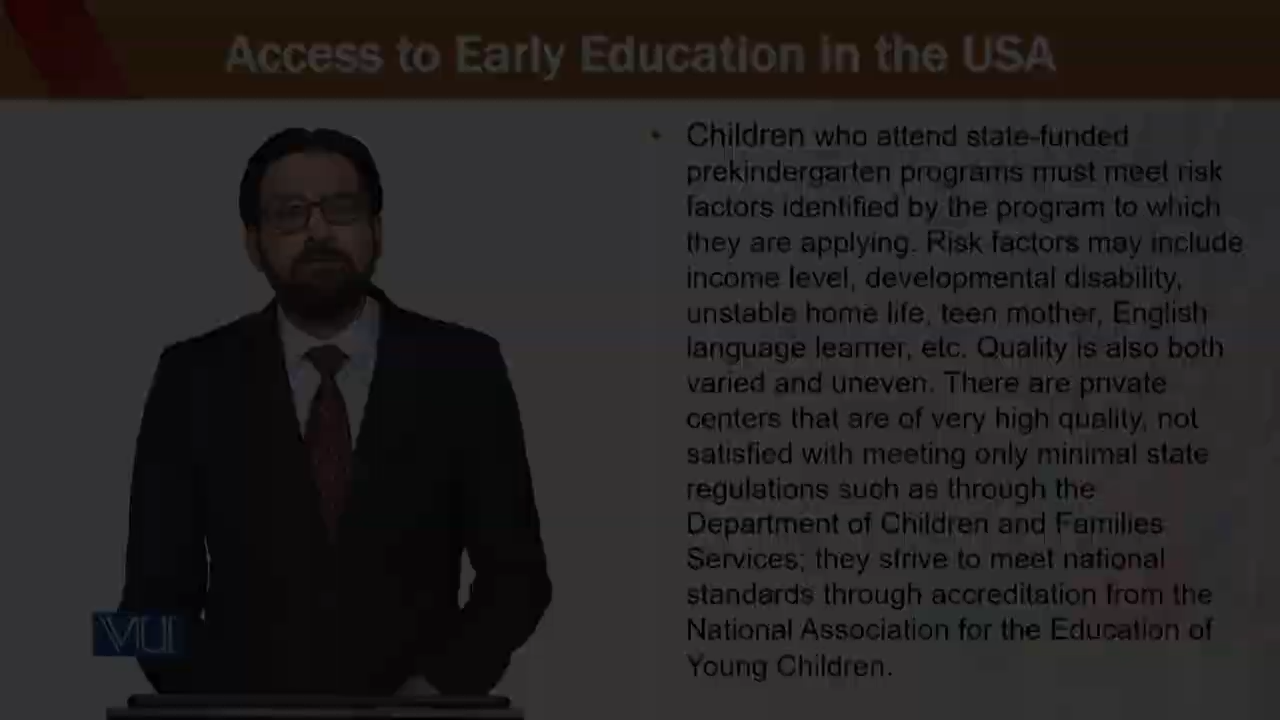 Access to Early Education in the USA
• Children who attend state-funded
prekindergarten programs must meet risk
factors identified by the program to which
they are applying. Risk factors may include
income level, developmental disability,
unstable home life, teen mother, English
language learner, etc. Quality is also both
varied and uneven. There are private
centers that are of very high quality, not
satisfied with meeting only minimal state
regulations such as through the
Department of Children and Families
Services; they strive to meet national
standards through accreditation from the
National Association for the Education of
Young Children.
VU